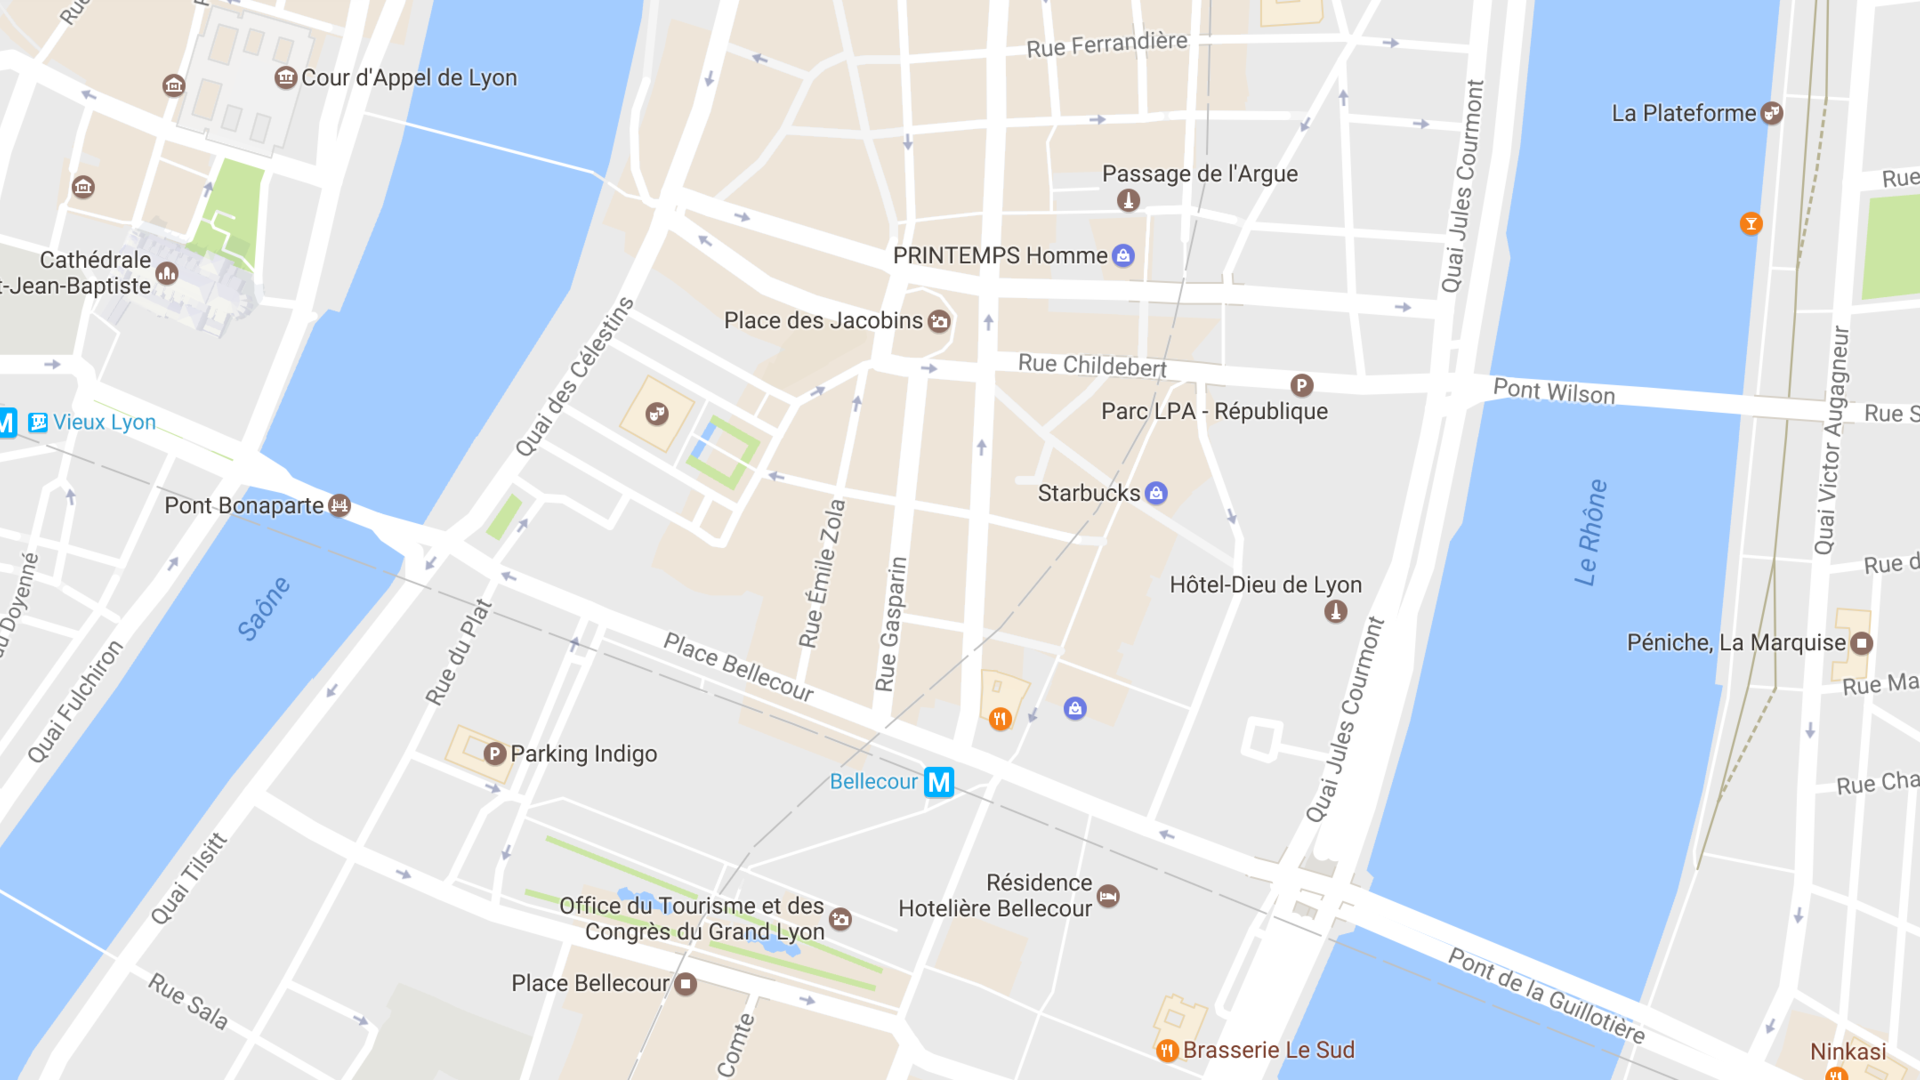 Rue Ferrandière
Cour d'Appel de Lyon
La Plateforme
Quai Jules Courmont
Passage de l'Argue
Rue
PRINTEMPS Homme
Cathédrale
t-Jean-Baptiste
Place des Jacobins
Quai des Célestins
Rue Childebert
P
Pont Wilson
Parc LPA - République
Rue S
Quai Victor Augagneur
M
Vieux Lyon
Starbucks
Pont Bonaparte
Le Rhône
Rue Émile Zola
Rue Gasparin
Rue d
Hôtel-Dieu de Lyon
u Doyenné
Saône
Rue du Plat
Place Bellecour
Péniche, La Marquise
Rue Ma
Quai Fulchiron
Quai Jules Courmont
P
Parking Indigo
Bellecour
M
Rue Cha
Quai Tilsitt
Résidence
Hotelière Bellecour
Office du Tourisme et des
Congrès du Grand Lyon
Place Bellecour
Rue Sala
Comte
Pont de la Guillotière
Brasserie Le Sud
Ninkasi